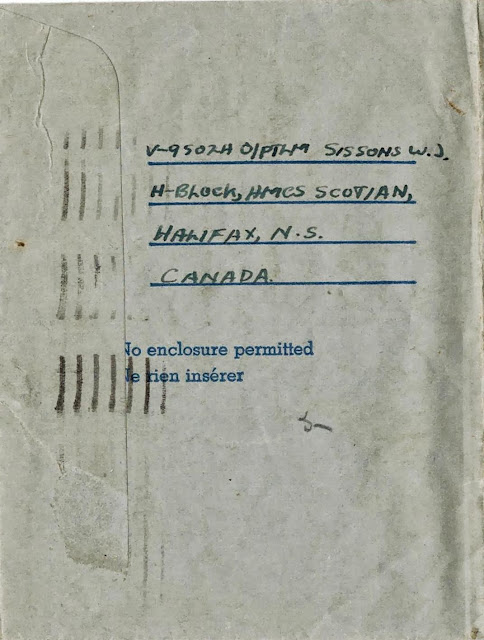 V-95024 O/PTLM SISSONS W.J.
H-BLOCK, HMCS SCOTIAN,
HALIFAX, N.S.
CANADA.
No enclosure permitted
Ne rien insérer